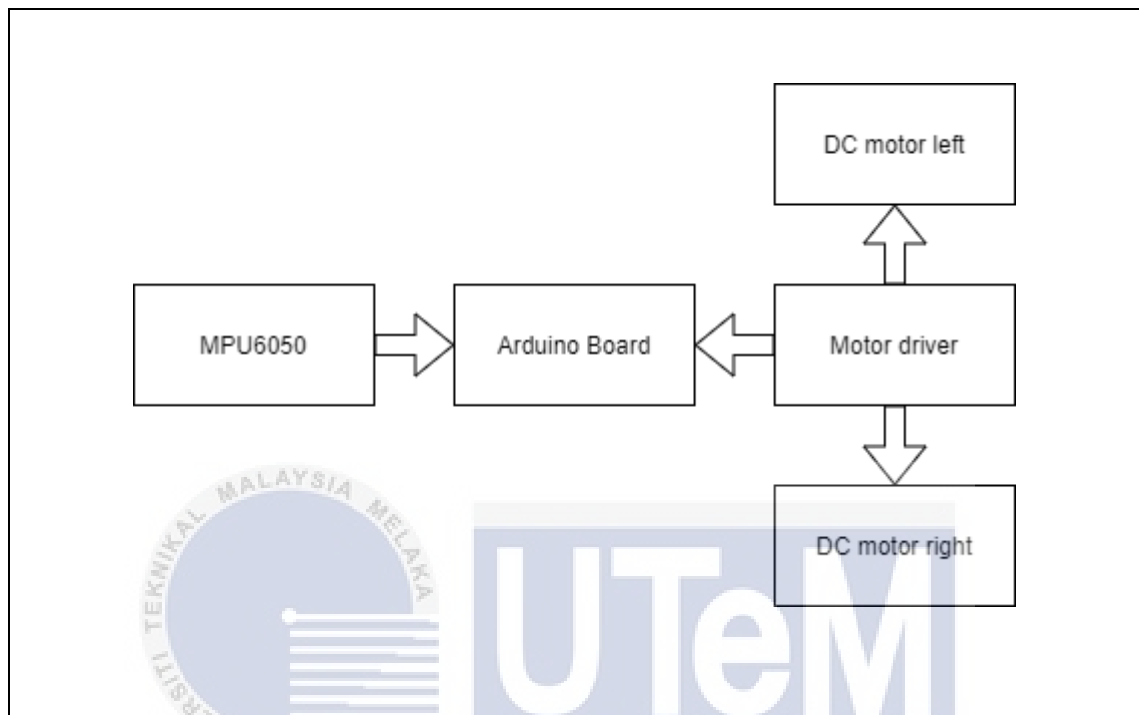 DC motor left
MPU6050
Arduino Board
Motor driver
DC motor right
TEKNIKAL MALAYSIA MELAKA
UTeM